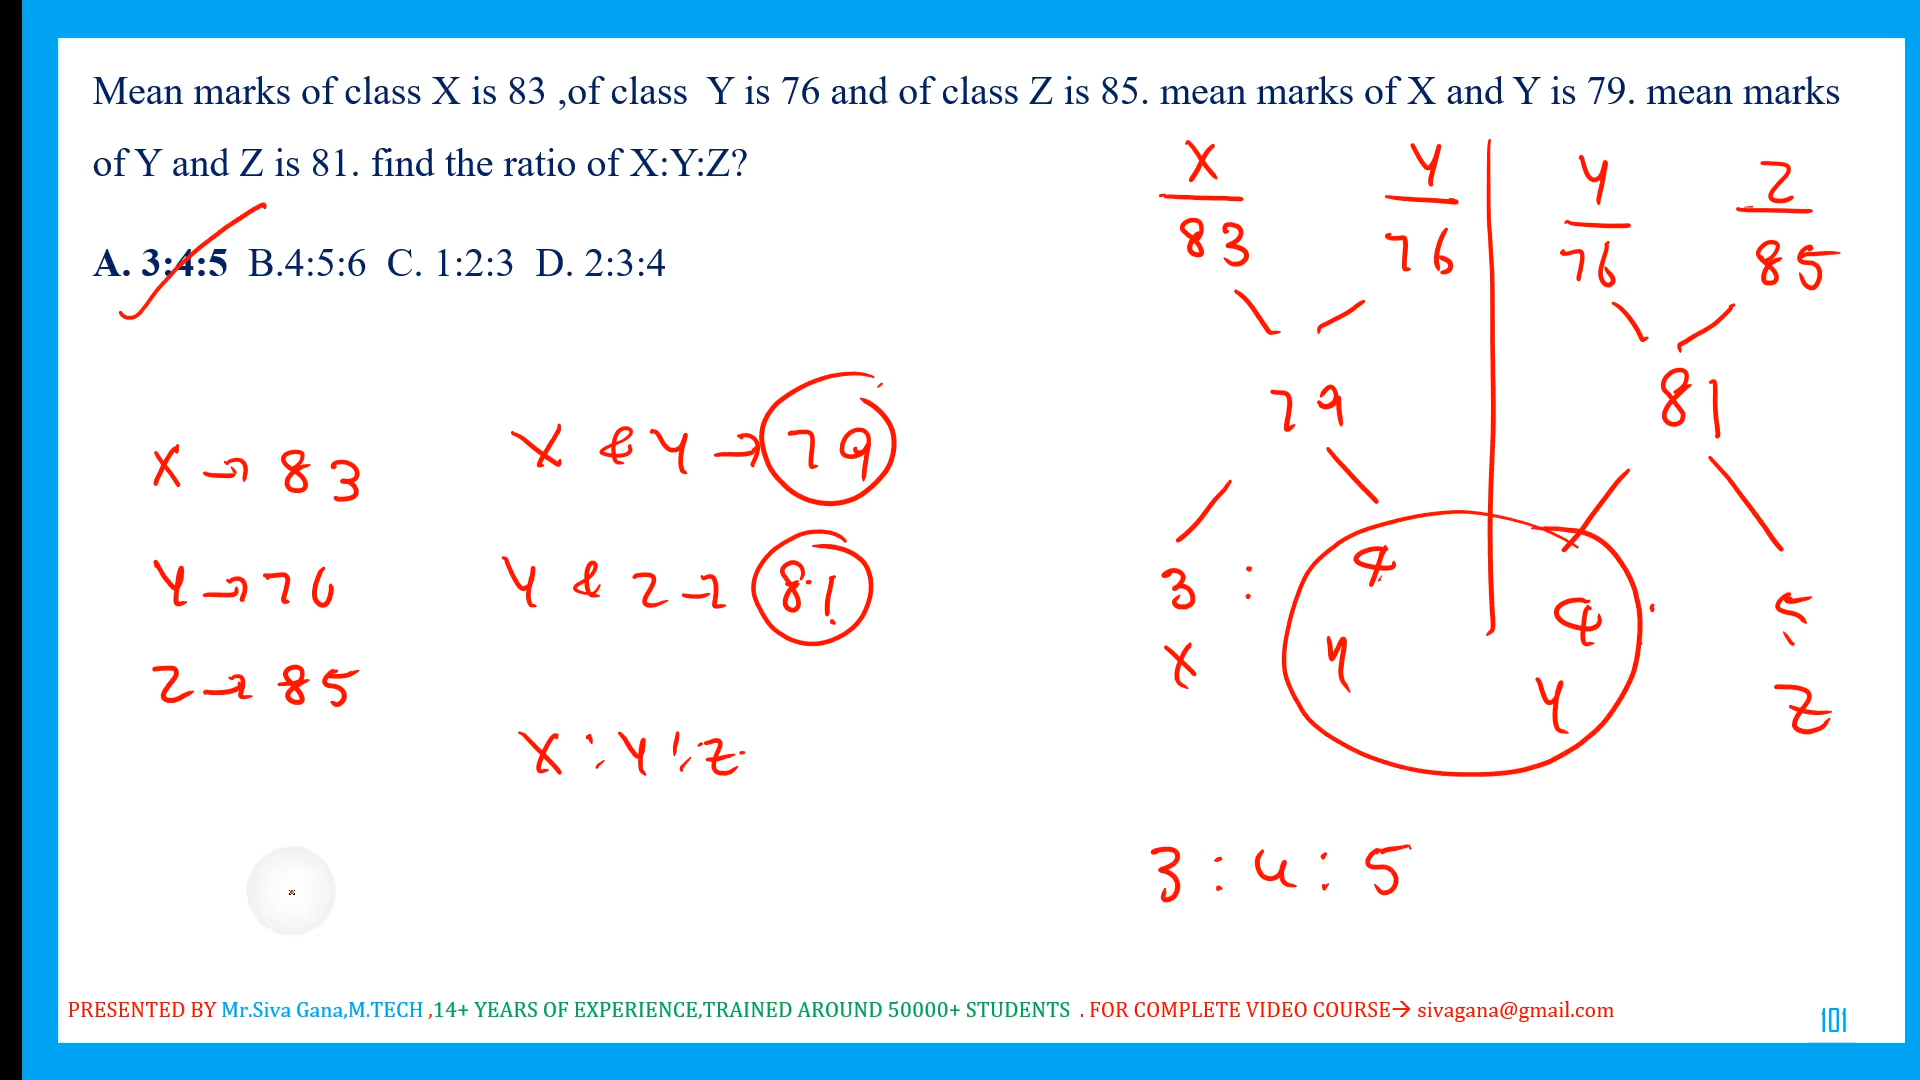 Mean marks of class X is 83 ,of class Y is 76 and of class Z is 85. mean marks of X and Y is 79. mean marks
of Y and Z is 81. find the ratio of X:Y:Z?
A. 3:4:5 B.4:5:6 C. 1:2:3 D. 2:3:4
X Y Y Z
83 76 76 85
79 81
X → 83 X & Y → 79
Y → 76 Y & Z → 81
Z → 85
3 : 4 4 : 5
X Y Y Z
X : Y : Z
3 : 4 : 5
PRESENTED BY Mr.Siva Gana,M.TECH ,14+ YEARS OF EXPERIENCE,TRAINED AROUND 50000+ STUDENTS . FOR COMPLETE VIDEO COURSE→ sivagana@gmail.com
101